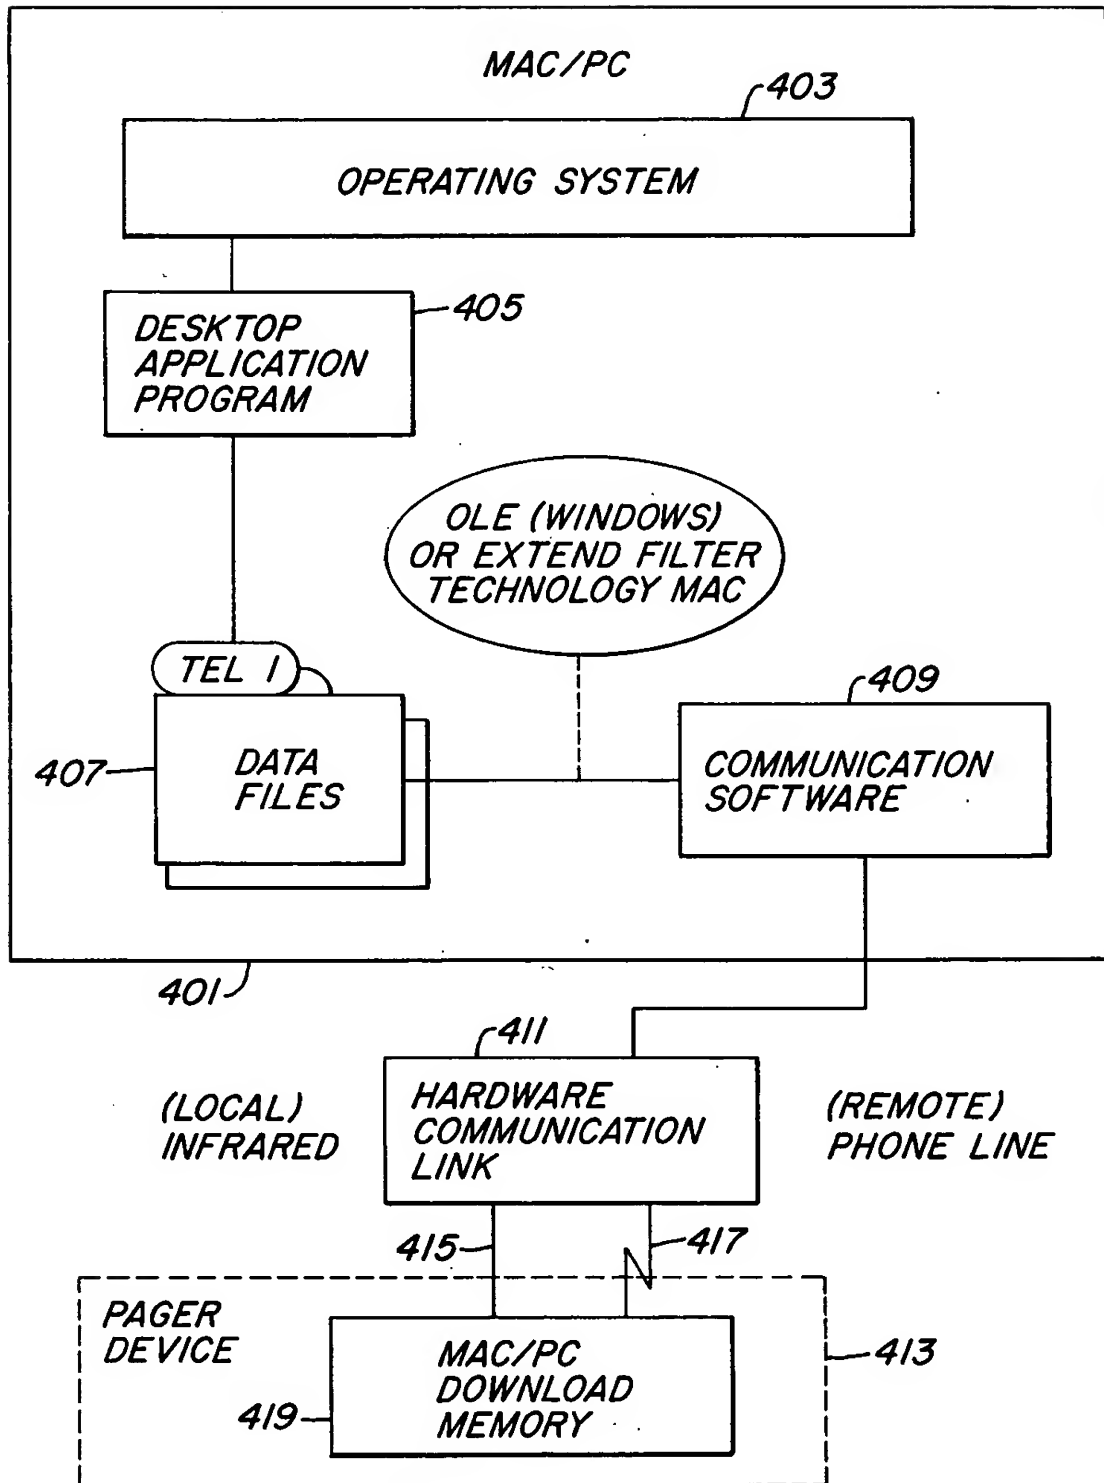 MAC/PC
403
OPERATING SYSTEM
405
DESKTOP
APPLICATION
PROGRAM
OLE (WINDOWS)
OR EXTEND FILTER
TECHNOLOGY MAC
TEL 1
409
407
DATA
FILES
COMMUNICATION
SOFTWARE
401
411
(LOCAL)
INFRARED
HARDWARE
COMMUNICATION
LINK
(REMOTE)
PHONE LINE
415
417
PAGER
DEVICE
413
MAC/PC
DOWNLOAD
MEMORY
419